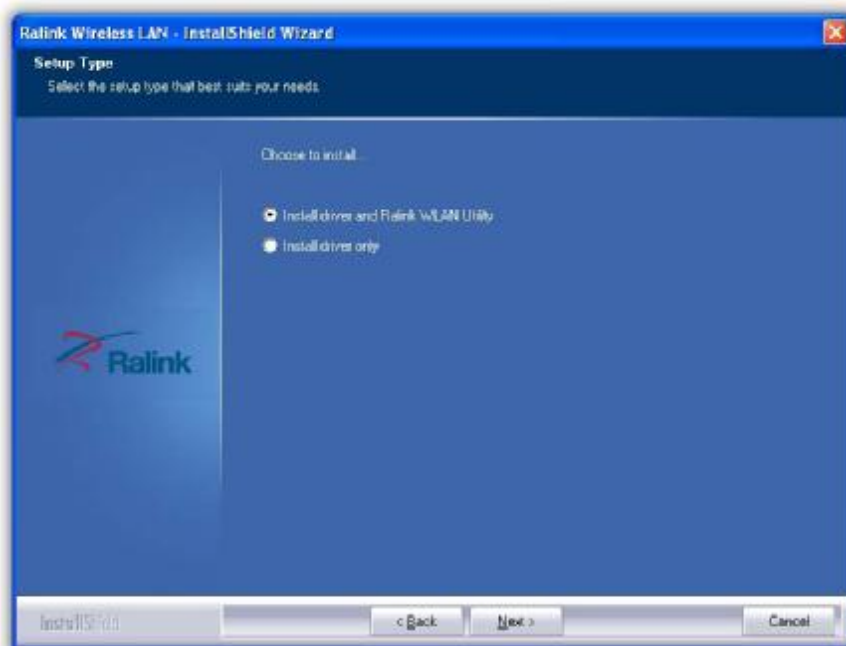 Ralink Wireless LAN - InstallShield Wizard
Setup Type
Select the setup type that best suits your needs.
Choose to install...
Install driver and Ralink WLAN Utility
Install driver only
Ralink
InstallShield
< Back
Next >
Cancel